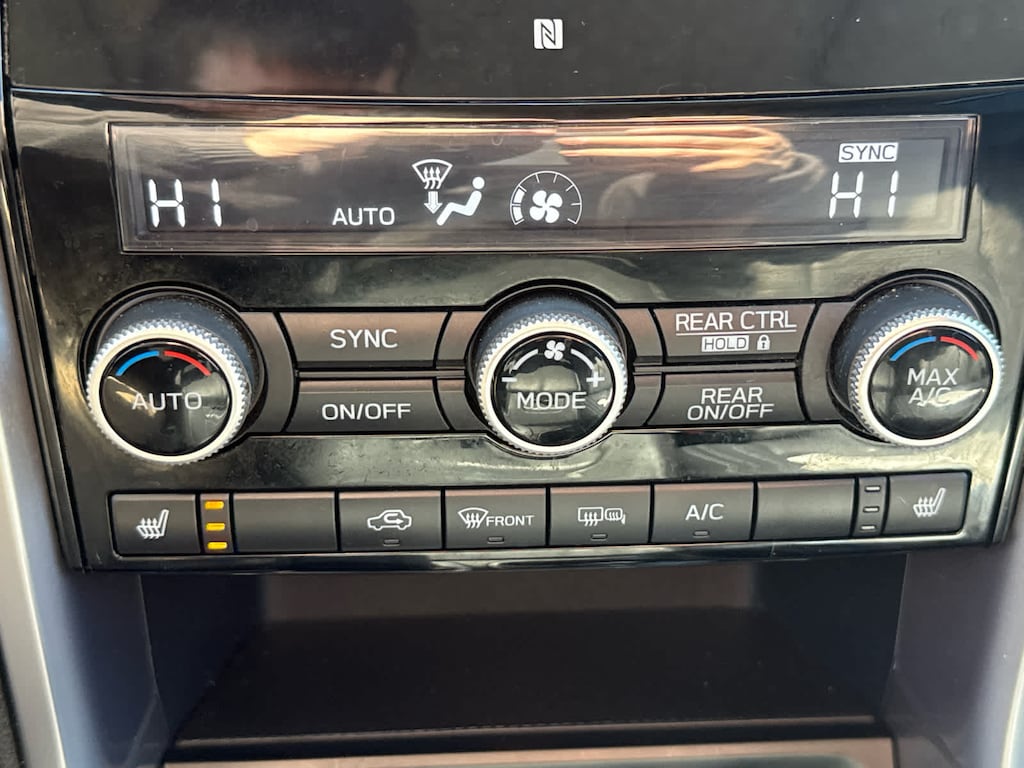 N
SYNC
HI
AUTO
HI
SYNC
REAR CTRL
HOLD
AUTO
MODE
MAX
A/C
ON/OFF
REAR
ON/OFF
FRONT
A/C